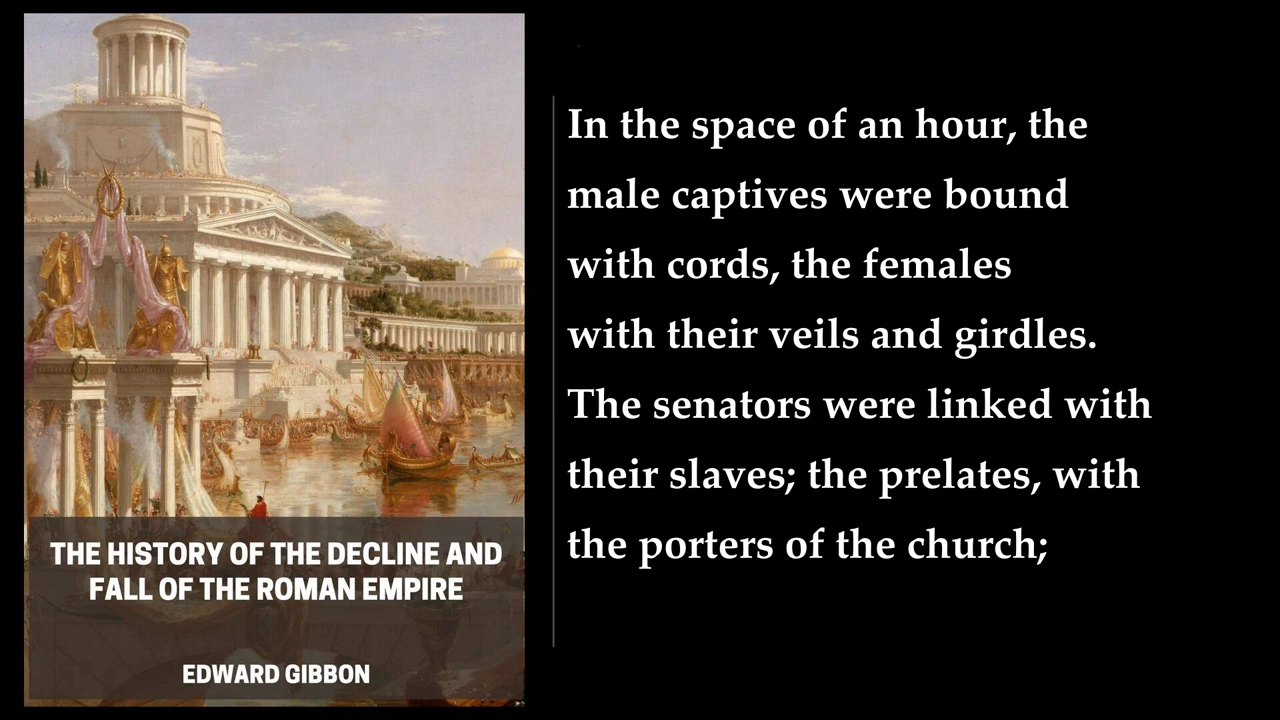 THE HISTORY OF THE DECLINE AND
FALL OF THE ROMAN EMPIRE
EDWARD GIBBON
In the space of an hour, the
male captives were bound
with cords, the females
with their veils and girdles.
The senators were linked with
their slaves; the prelates, with
the porters of the church;